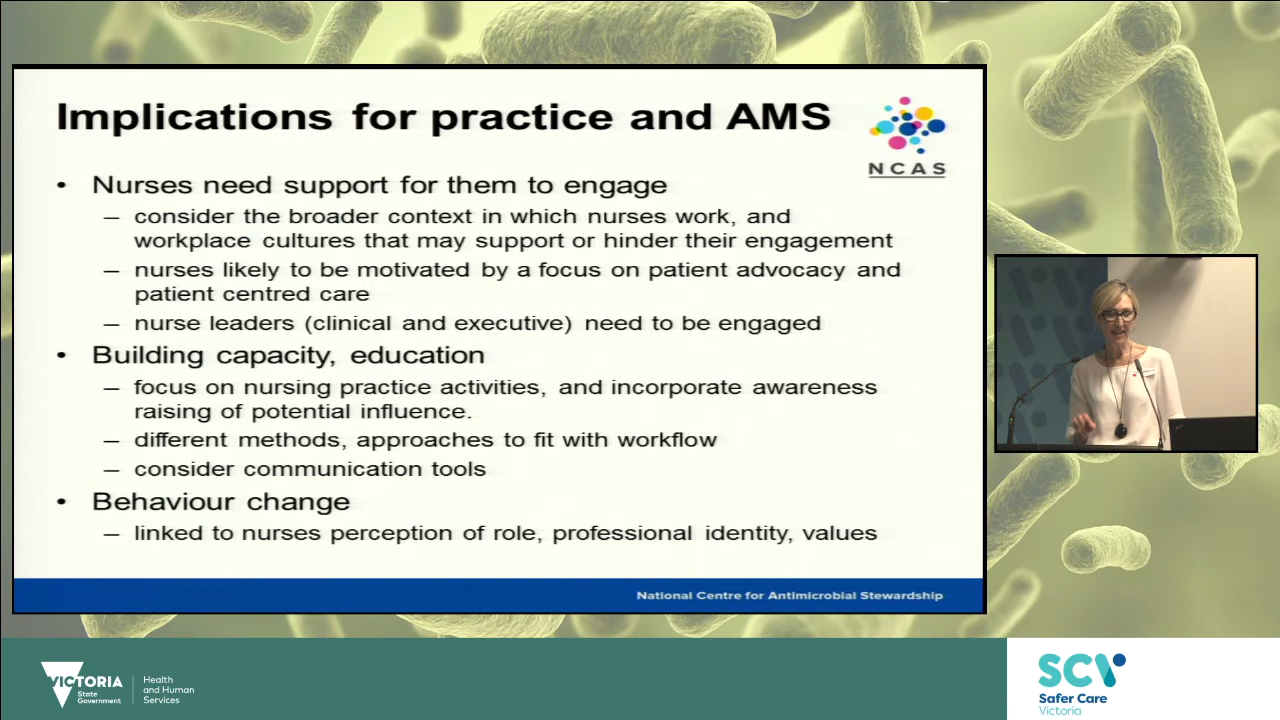 Implications for practice and AMS
NCAS
• Nurses need support for them to engage
– consider the broader context in which nurses work, and
workplace cultures that may support or hinder their engagement
– nurses likely to be motivated by a focus on patient advocacy and
patient centred care
– nurse leaders (clinical and executive) need to be engaged
• Building capacity, education
– focus on nursing practice activities, and incorporate awareness
raising of potential influence.
– different methods, approaches to fit with workflow
– consider communication tools
• Behaviour change
– linked to nurses perception of role, professional identity, values
National Centre for Antimicrobial Stewardship
VICTORIA
State
Government
Health
and Human
Services
SCV
Safer Care
Victoria